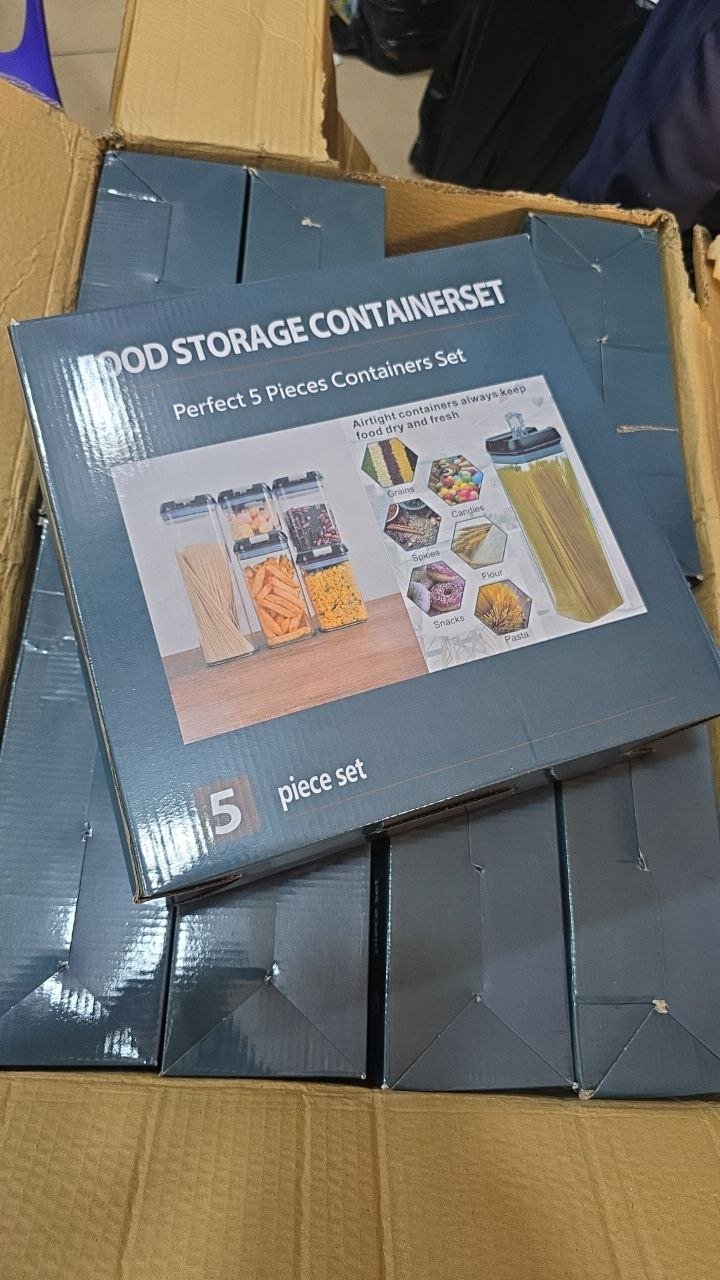 FOOD STORAGE CONTAINERSET
Perfect 5 Pieces Containers Set
Airtight containers always keep
food dry and fresh
Grains
Candies
Spices
Flour
Snacks
Pasta
5 piece set
piece set